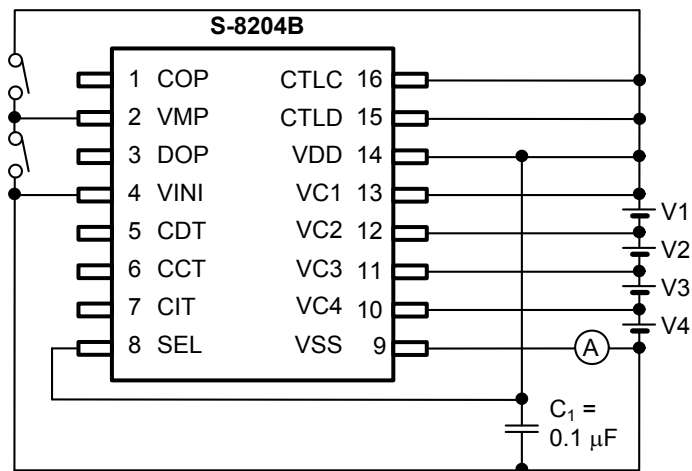 S-8204B
1 COP CTLC 16
2 VMP CTLD 15
3 DOP VDD 14
4 VINI VC1 13
5 CDT VC2 12
6 CCT VC3 11
7 CIT VC4 10
8 SEL VSS 9
V1
V2
V3
V4
A
C₁ =
0.1 μF